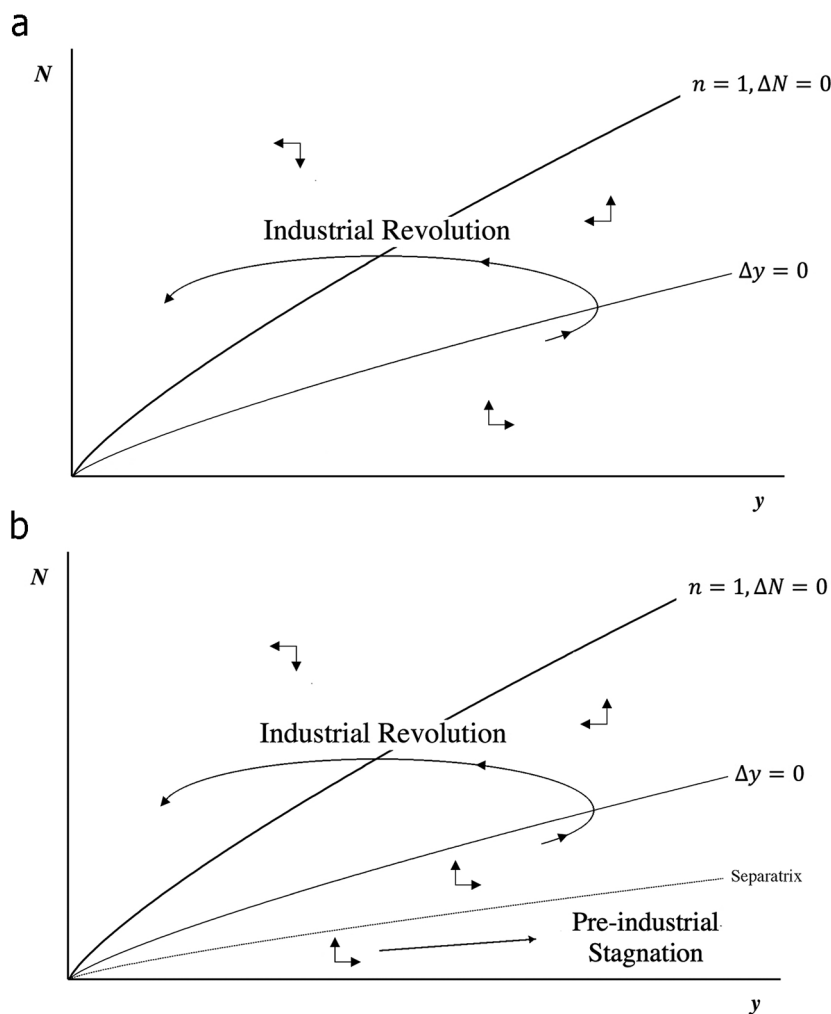 a
N
n = 1, ΔN = 0
Industrial Revolution
Δy = 0
y
b
N
n = 1, ΔN = 0
Industrial Revolution
Δy = 0
Separatrix
Pre-industrial
Stagnation
y